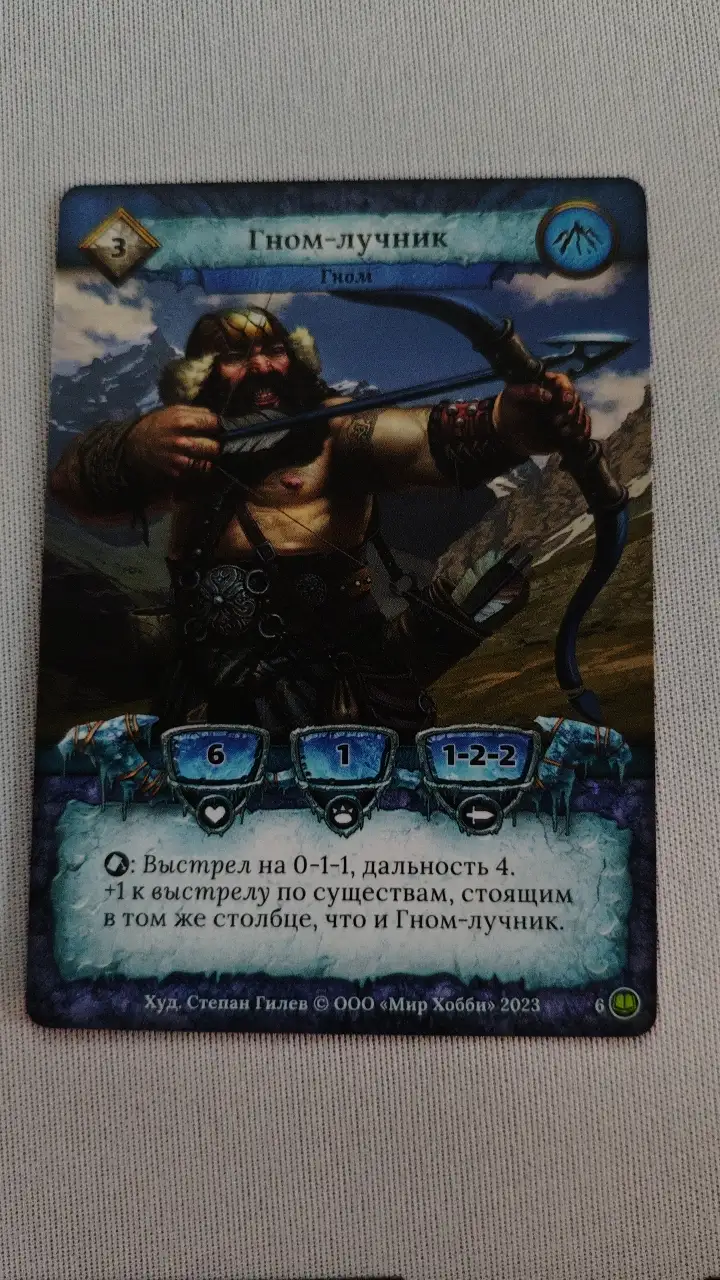 3
Гном-лучник
Гном
6
1
1-2-2
: Выстрел на 0-1-1, дальность 4.
+1 к выстрелу по существам, стоящим
в том же столбце, что и Гном-лучник.
Худ. Степан Гилев © ООО «Мир Хобби» 2023
6